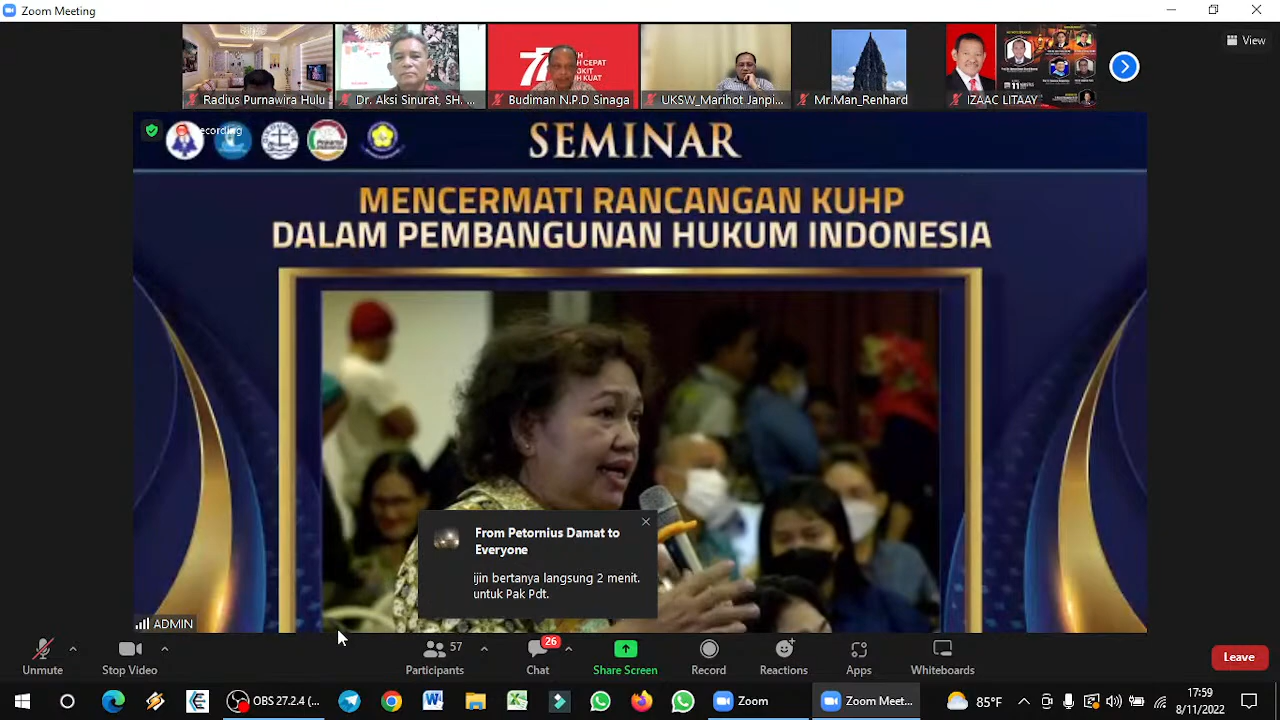 Zoom Meeting
View
CEPAT
KUAT
Radius Purnawira Hulu
Dr. Aksi Sinurat, SH. ...
Budiman N.P.D Sinaga
UKSW_Marihot Janpi...
Mr.Man_Renhard
IZAAC LITAAY
Recording
SEMINAR
MENCERMATI RANCANGAN KUHP
DALAM PEMBANGUNAN HUKUM INDONESIA
From Petornius Damat to
Everyone
ijin bertanya langsung 2 menit.
untuk Pak Pdt.
ADMIN
57
26
Unmute
Stop Video
Participants
Chat
Share Screen
Record
Reactions
Apps
Whiteboards
Leave
OBS 27.2.4 (...
Zoom
Zoom Meet...
85°F
17:59
8/11/2022